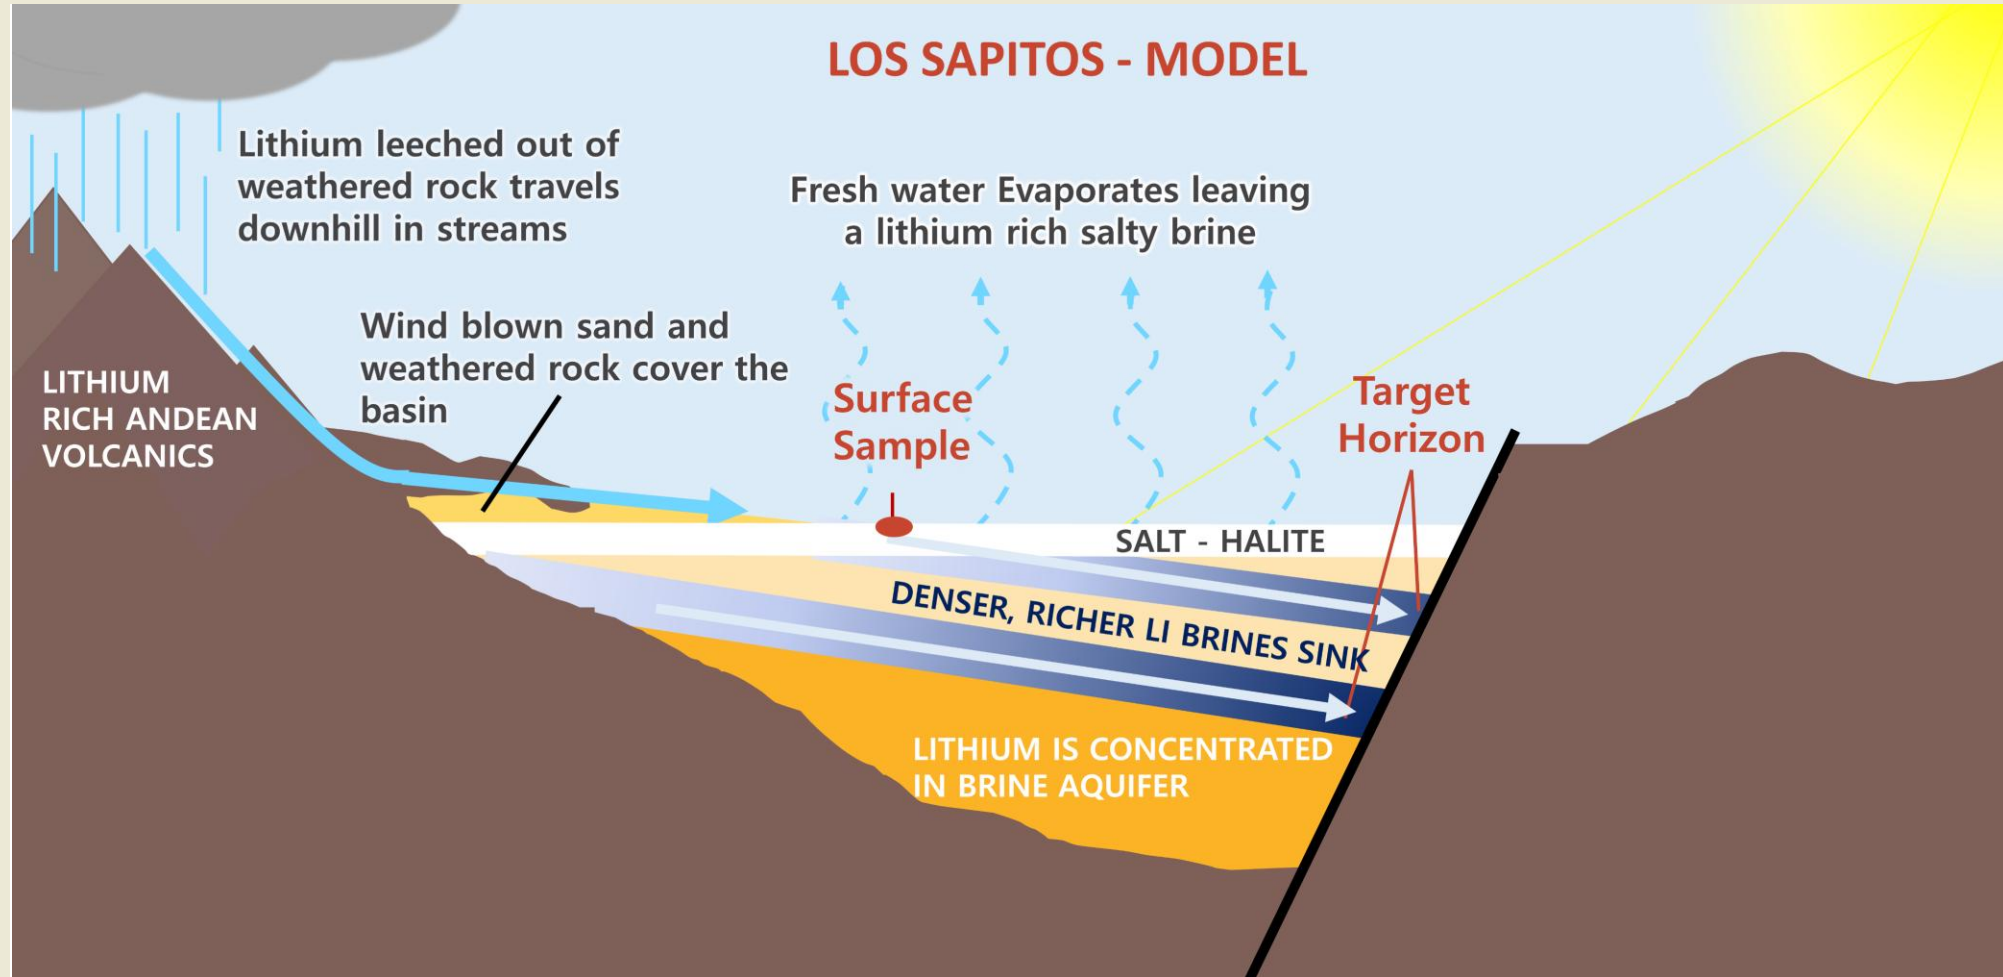 LOS SAPITOS - MODEL
Lithium leeched out of
weathered rock travels
downhill in streams
Fresh water Evaporates leaving
a lithium rich salty brine
Wind blown sand and
weathered rock cover the
basin
LITHIUM
RICH ANDEAN
VOLCANICS
Surface
Sample
Target
Horizon
SALT - HALITE
DENSER, RICHER LI BRINES SINK
LITHIUM IS CONCENTRATED
IN BRINE AQUIFER